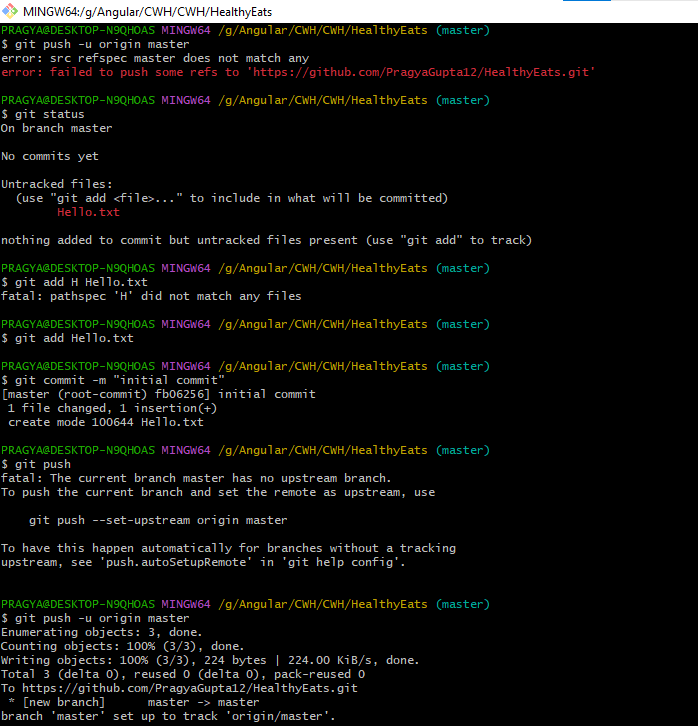 MINGW64:/g/Angular/CWH/CWH/HealthyEats
PRAGYA@DESKTOP-N9QHOAS MINGW64 /g/Angular/CWH/CWH/HealthyEats (master)
$ git push -u origin master
error: src refspec master does not match any
error: failed to push some refs to 'https://github.com/PragyaGupta12/HealthyEats.git'
PRAGYA@DESKTOP-N9QHOAS MINGW64 /g/Angular/CWH/CWH/HealthyEats (master)
$ git status
On branch master
No commits yet
Untracked files:
(use "git add <file>..." to include in what will be committed)
Hello.txt
nothing added to commit but untracked files present (use "git add" to track)
PRAGYA@DESKTOP-N9QHOAS MINGW64 /g/Angular/CWH/CWH/HealthyEats (master)
$ git add H Hello.txt
fatal: pathspec 'H' did not match any files
PRAGYA@DESKTOP-N9QHOAS MINGW64 /g/Angular/CWH/CWH/HealthyEats (master)
$ git add Hello.txt
PRAGYA@DESKTOP-N9QHOAS MINGW64 /g/Angular/CWH/CWH/HealthyEats (master)
$ git commit -m "initial commit"
[master (root-commit) fb06256] initial commit
1 file changed, 1 insertion(+)
create mode 100644 Hello.txt
PRAGYA@DESKTOP-N9QHOAS MINGW64 /g/Angular/CWH/CWH/HealthyEats (master)
$ git push
fatal: The current branch master has no upstream branch.
To push the current branch and set the remote as upstream, use
git push --set-upstream origin master
To have this happen automatically for branches without a tracking
upstream, see 'push.autoSetupRemote' in 'git help config'.
PRAGYA@DESKTOP-N9QHOAS MINGW64 /g/Angular/CWH/CWH/HealthyEats (master)
$ git push -u origin master
Enumerating objects: 3, done.
Counting objects: 100% (3/3), done.
Writing objects: 100% (3/3), 224 bytes | 224.00 KiB/s, done.
Total 3 (delta 0), reused 0 (delta 0), pack-reused 0
To https://github.com/PragyaGupta12/HealthyEats.git
* [new branch]      master -> master
branch 'master' set up to track 'origin/master'.